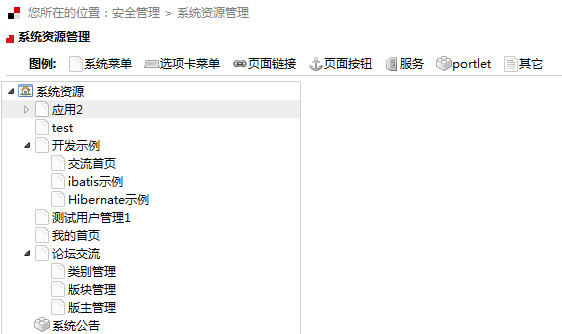 您所在的位置：安全管理 > 系统资源管理
系统资源管理
图例: 系统菜单 选项卡菜单 页面链接 页面按钮 服务 portlet 其它
系统资源
应用2
test
开发示例
交流首页
ibatis示例
Hibernate示例
测试用户管理1
我的首页
论坛交流
类别管理
版块管理
版主管理
系统公告